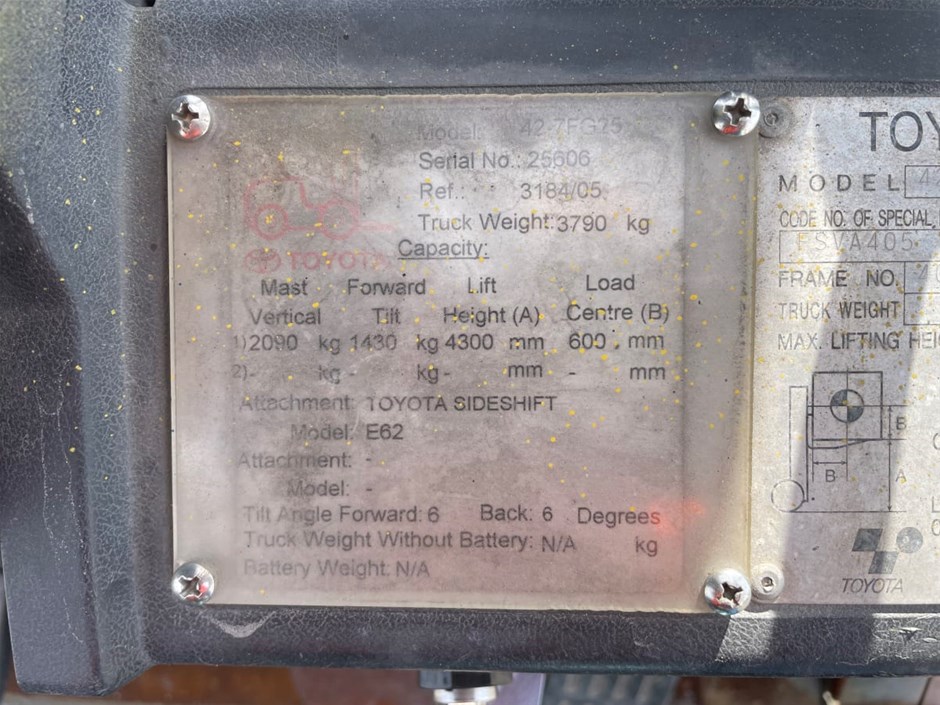 Model: 42-7FG25
Serial No.: 25606
Ref.: 3184/05
Truck Weight: 3790 kg
TOYOTA
Capacity:
Mast Forward Lift Load
Vertical Tilt Height (A) Centre (B)
1) 2090 kg 1430 kg 4300 mm 600 mm
2) - kg - kg - mm - mm
Attachment: TOYOTA SIDESHIFT
Model: E62
Attachment: -
Model: -
Tilt Angle Forward: 6 Back: 6 Degrees
Truck Weight Without Battery: N/A kg
Battery Weight: N/A
TOY
MODEL 4
CODE NO. OF SPECIAL
FSVA405
FRAME NO.
TRUCK WEIGHT
MAX. LIFTING HEI
B
B
A
TOYOTA